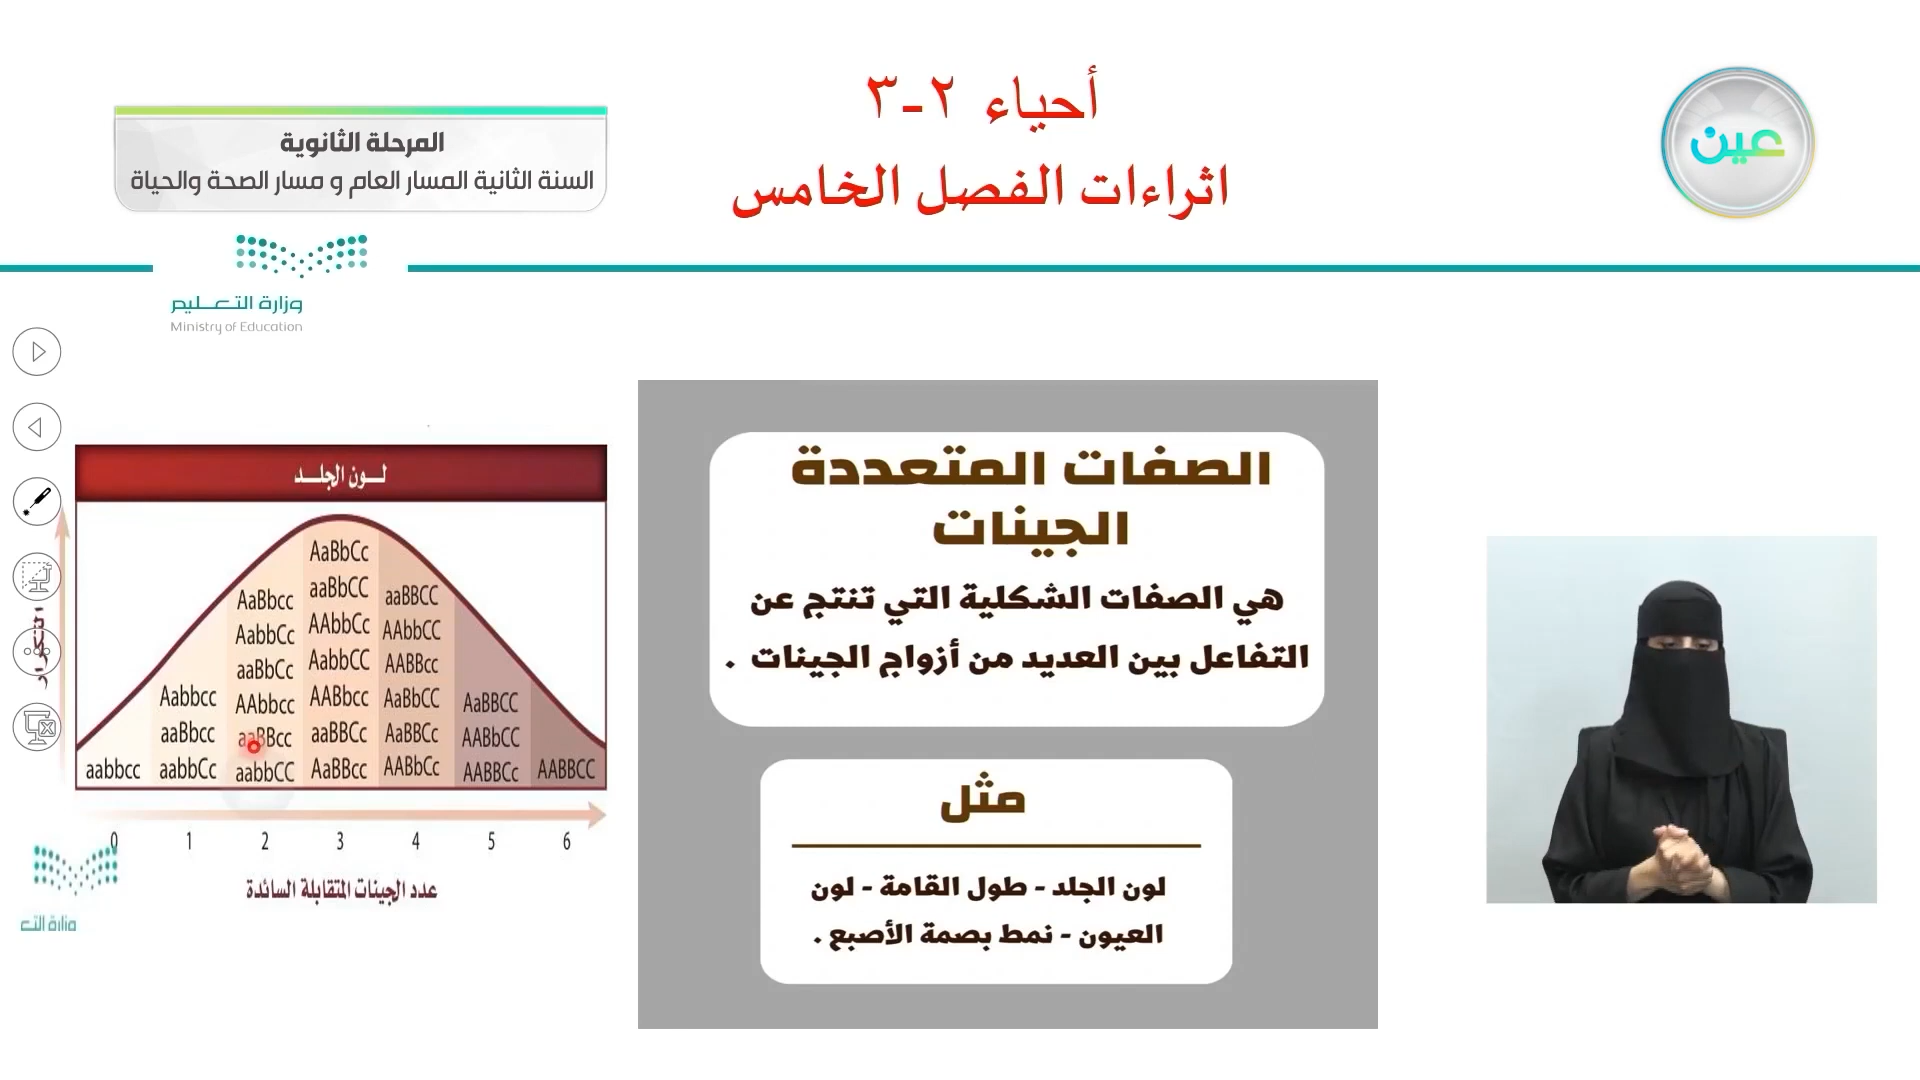 أحياء ٢-٣
اثراءات الفصل الخامس
عين
المرحلة الثانوية
السنة الثانية المسار العام و مسار الصحة والحياة
وزارة التعليم
Ministry of Education
الصفات المتعددة
الجينات
هي الصفات الشكلية التي تنتج عن
التفاعل بين العديد من أزواج الجينات .
مثل
لون الجلد - طول القامة - لون
العيون - نمط بصمة الأصبع .
لون الجلد
التكرار
AaBbCc
AaBbcc aaBbCC aaBBCC
AabbCc AAbbCc AAbbCC
aaBbCc AabbCC AABBcc
Aabbcc AAbbcc AABbcc AaBbCC AaBBCC
aaBbcc aaBBcc aaBBCc AaBBCc AABbCC
aabbcc aabbCc aabbCC AaBBcc AABbCc AABBCc AABBCC
0 1 2 3 4 5 6
عدد الجينات المتقابلة السائدة
وزارة التع